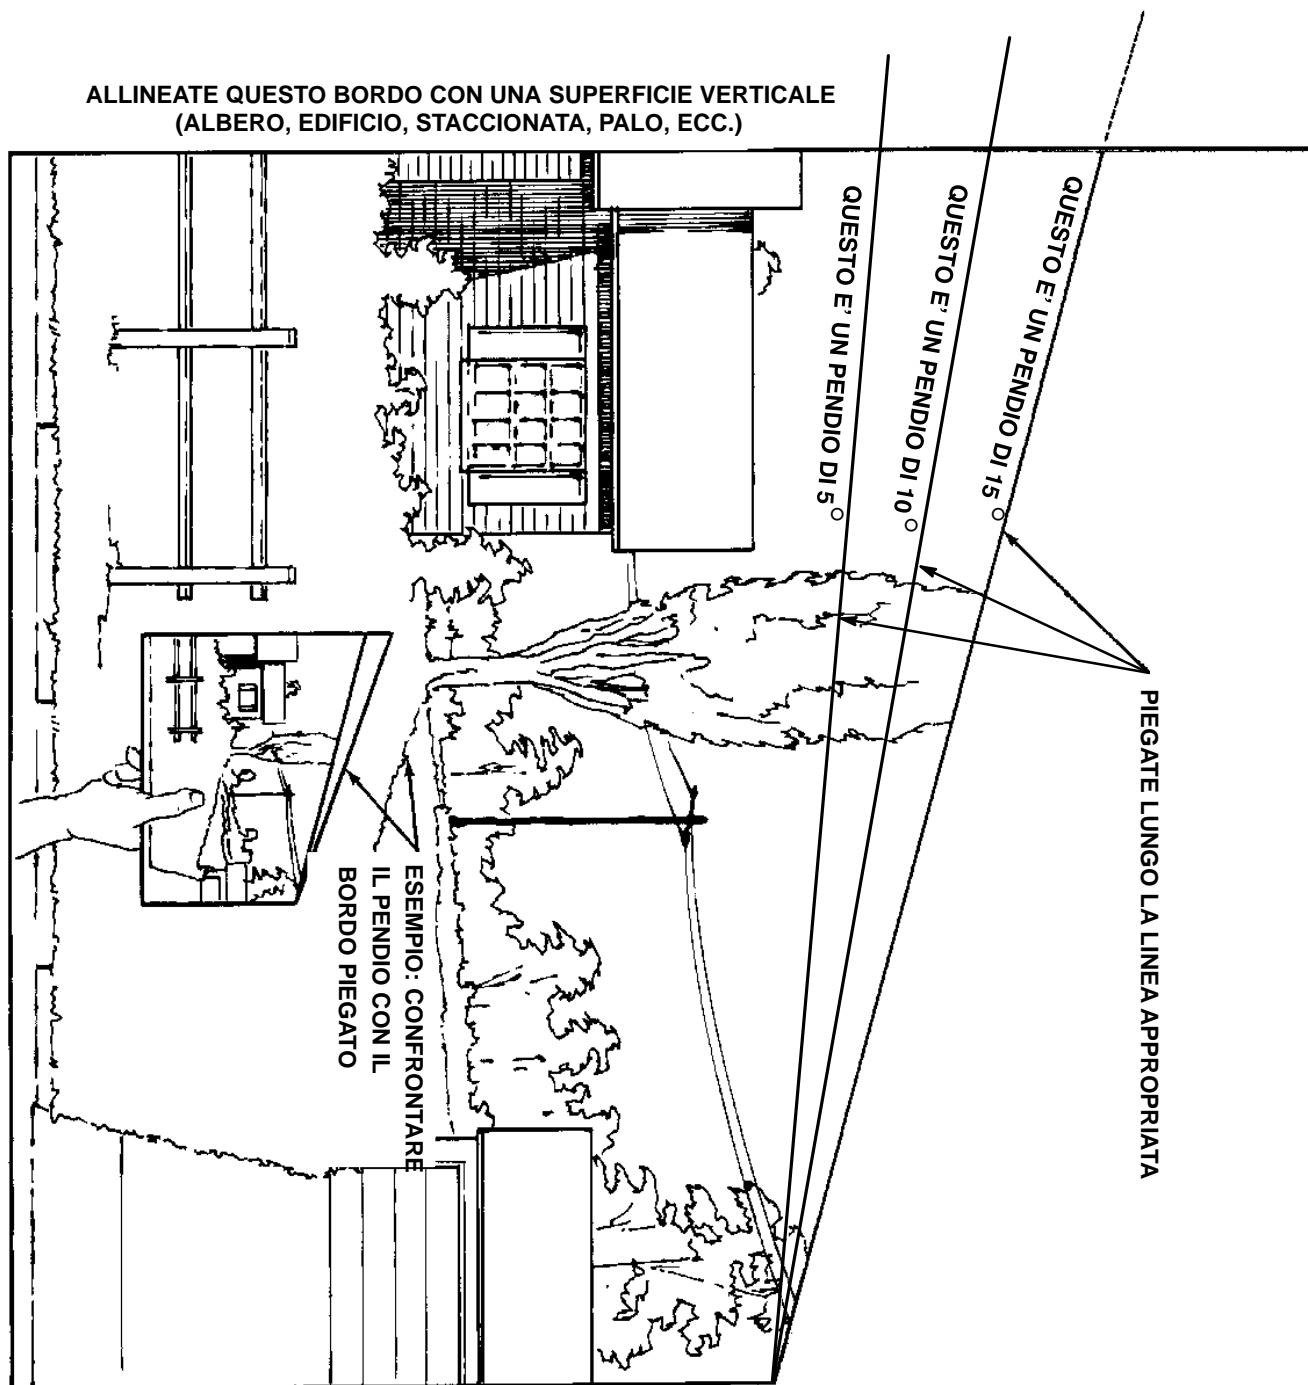 ALLINEATE QUESTO BORDO CON UNA SUPERFICIE VERTICALE
(ALBERO, EDIFICIO, STACCIONATA, PALO, ECC.)
QUESTO E' UN PENDIO DI 15°
QUESTO E' UN PENDIO DI 10°
QUESTO E' UN PENDIO DI 5°
PIEGATE LUNGO LA LINEA APPROPRIATA
ESEMPIO: CONFRONTARE
IL PENDIO CON IL
BORDO PIEGATO